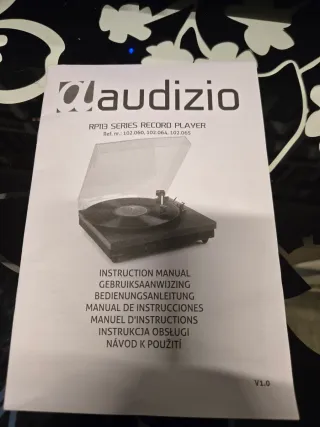 audizio
RP113 SERIES RECORD PLAYER
Ref. nr.: 102.060, 102.064, 102.065
INSTRUCTION MANUAL
GEBRUIKSAANWIJZING
BEDIENUNGSANLEITUNG
MANUAL DE INSTRUCCIONES
MANUEL D'INSTRUCTIONS
INSTRUKCJA OBSŁUGI
NÁVOD K POUŽITÍ
V1.0